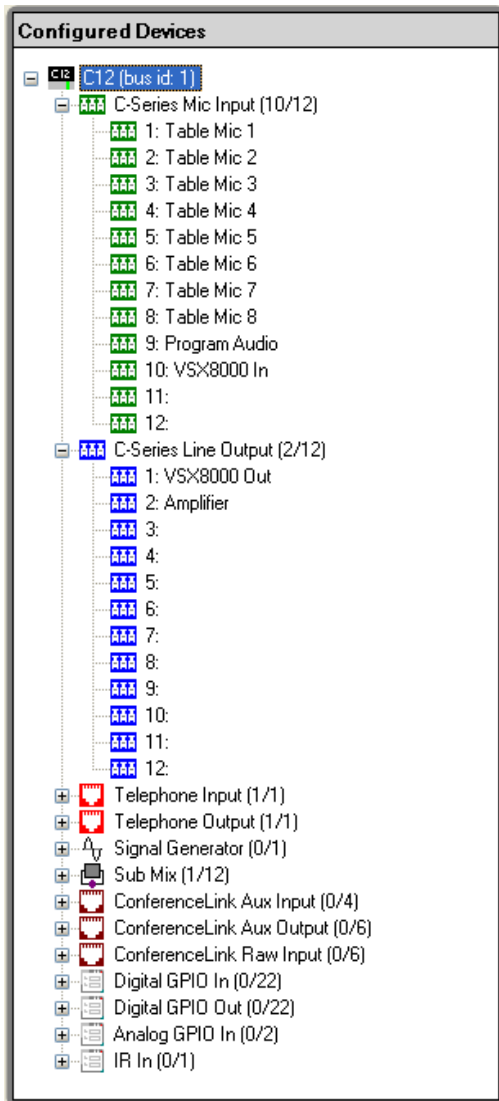 Configured Devices
C12 C12 (bus id: 1)
C-Series Mic Input (10/12)
1: Table Mic 1
2: Table Mic 2
3: Table Mic 3
4: Table Mic 4
5: Table Mic 5
6: Table Mic 6
7: Table Mic 7
8: Table Mic 8
9: Program Audio
10: VSX8000 In
11:
12:
C-Series Line Output (2/12)
1: VSX8000 Out
2: Amplifier
3:
4:
5:
6:
7:
8:
9:
10:
11:
12:
Telephone Input (1/1)
Telephone Output (1/1)
Signal Generator (0/1)
Sub Mix (1/12)
ConferenceLink Aux Input (0/4)
ConferenceLink Aux Output (0/6)
ConferenceLink Raw Input (0/6)
Digital GPIO In (0/22)
Digital GPIO Out (0/22)
Analog GPIO In (0/2)
IR In (0/1)